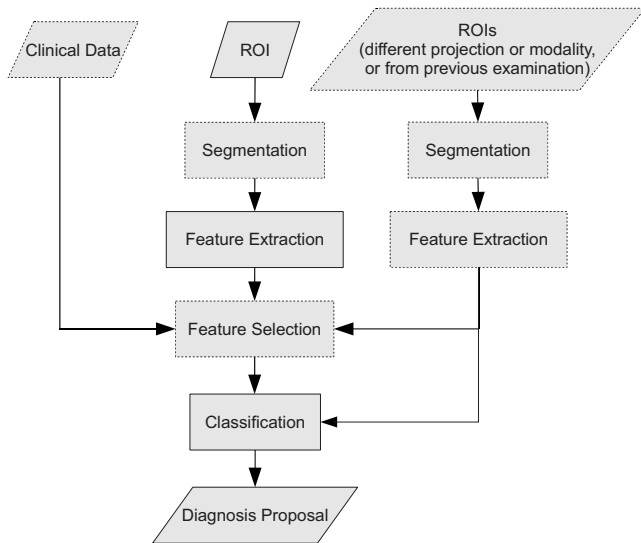 Clinical Data
ROI
ROIs
(different projection or modality,
or from previous examination)
Segmentation
Segmentation
Feature Extraction
Feature Extraction
Feature Selection
Classification
Diagnosis Proposal